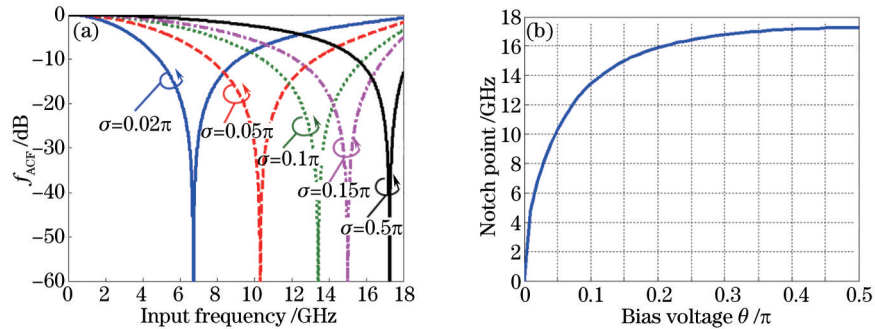 (a)
f_ACF /dB
0
−10
−20
−30
−40
−50
−60
σ=0.02π
σ=0.05π
σ=0.1π
σ=0.15π
σ=0.5π
0 2 4 6 8 10 12 14 16 18
Input frequency /GHz
(b)
Notch point /GHz
18
16
14
12
10
8
6
4
2
0
0 0.1 0.2 0.3 0.4 0.5
Bias voltage θ /π